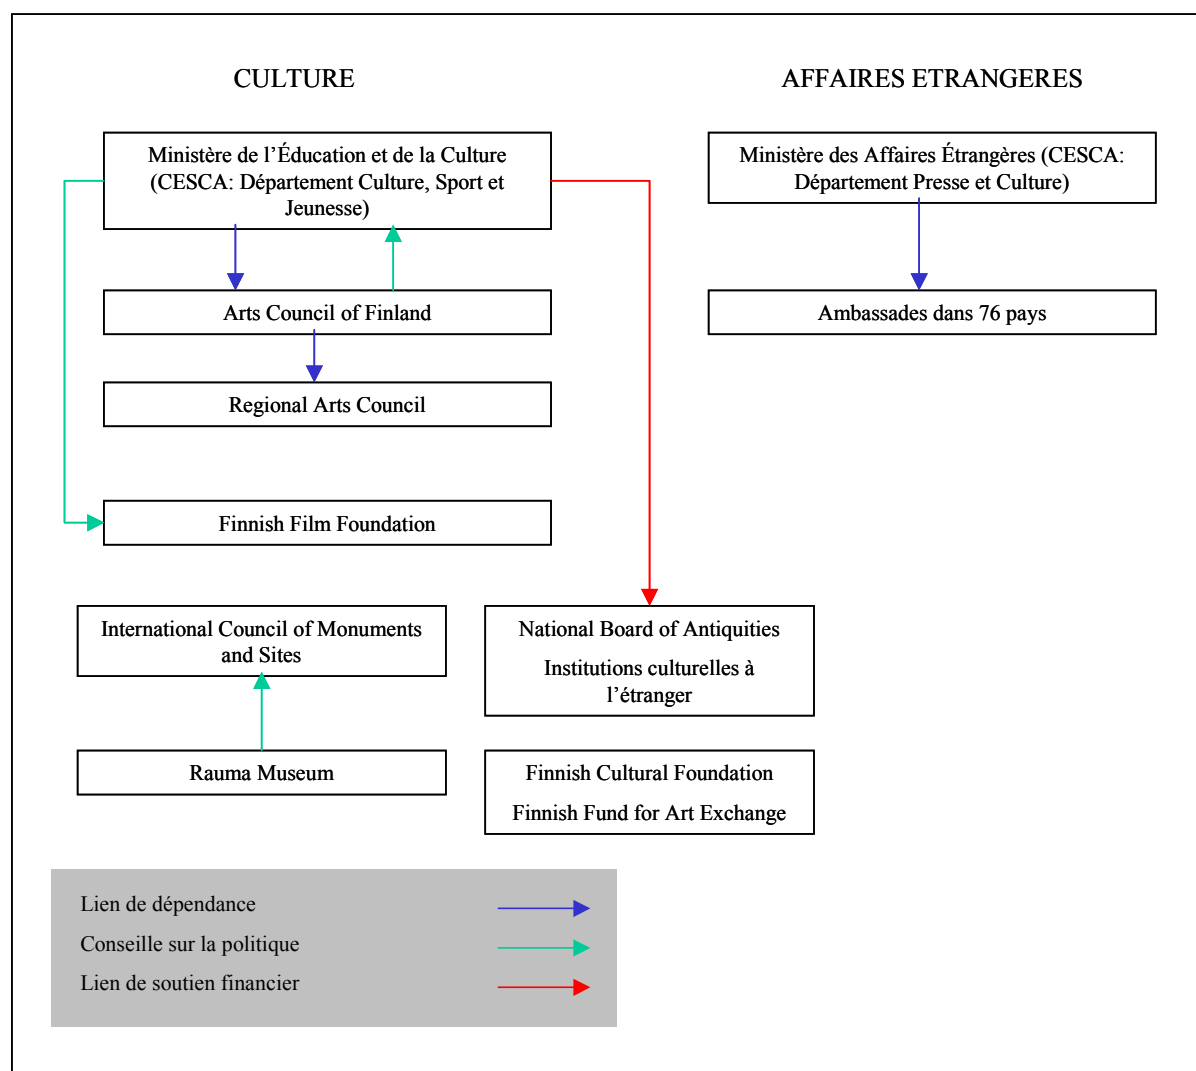 CULTURE
AFFAIRES ETRANGERES
Ministère de l’Éducation et de la Culture
(CESCA: Département Culture, Sport et
Jeunesse)
Ministère des Affaires Étrangères (CESCA:
Département Presse et Culture)
Arts Council of Finland
Ambassades dans 76 pays
Regional Arts Council
Finnish Film Foundation
International Council of Monuments
and Sites
National Board of Antiquities
Institutions culturelles à
l’étranger
Rauma Museum
Finnish Cultural Foundation
Finnish Fund for Art Exchange
Lien de dépendance
Conseille sur la politique
Lien de soutien financier